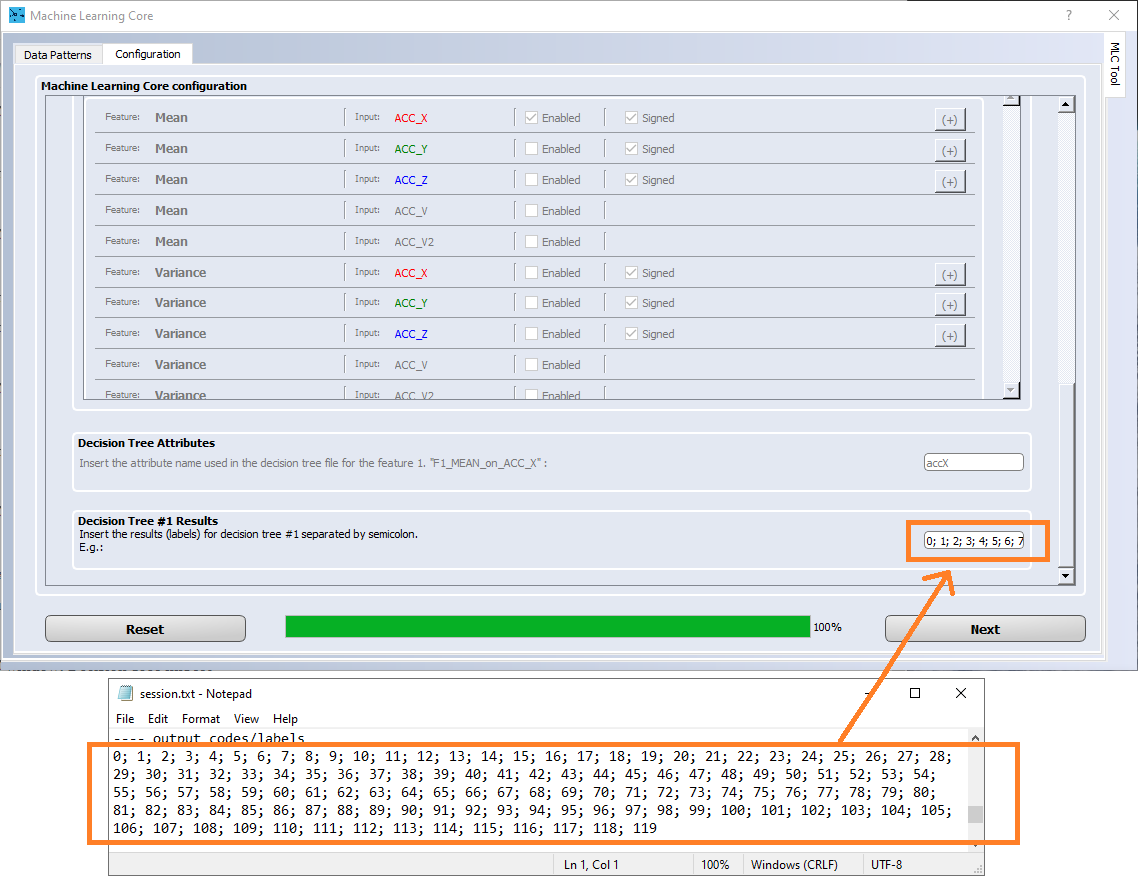 Machine Learning Core ?
Data Patterns Configuration
MLC Tool
Machine Learning Core configuration
Feature: Mean Input: ACC_X Enabled Signed (+)
Feature: Mean Input: ACC_Y Enabled Signed (+)
Feature: Mean Input: ACC_Z Enabled Signed (+)
Feature: Mean Input: ACC_V Enabled
Feature: Mean Input: ACC_V2 Enabled
Feature: Variance Input: ACC_X Enabled Signed (+)
Feature: Variance Input: ACC_Y Enabled Signed (+)
Feature: Variance Input: ACC_Z Enabled Signed (+)
Feature: Variance Input: ACC_V Enabled
Feature: Variance Input: ACC_V2 Enabled
Decision Tree Attributes
Insert the attribute name used in the decision tree file for the feature 1. "F1_MEAN_on_ACC_X" : accX
Decision Tree #1 Results
Insert the results (labels) for decision tree #1 separated by semicolon.
E.g.:
0; 1; 2; 3; 4; 5; 6; 7
Reset 100% Next
session.txt - Notepad
File Edit Format View Help
---- output codes/labels
0; 1; 2; 3; 4; 5; 6; 7; 8; 9; 10; 11; 12; 13; 14; 15; 16; 17; 18; 19; 20; 21; 22; 23; 24; 25; 26; 27; 28;
29; 30; 31; 32; 33; 34; 35; 36; 37; 38; 39; 40; 41; 42; 43; 44; 45; 46; 47; 48; 49; 50; 51; 52; 53; 54;
55; 56; 57; 58; 59; 60; 61; 62; 63; 64; 65; 66; 67; 68; 69; 70; 71; 72; 73; 74; 75; 76; 77; 78; 79; 80;
81; 82; 83; 84; 85; 86; 87; 88; 89; 90; 91; 92; 93; 94; 95; 96; 97; 98; 99; 100; 101; 102; 103; 104; 105;
106; 107; 108; 109; 110; 111; 112; 113; 114; 115; 116; 117; 118; 119
Ln 1, Col 1 100% Windows (CRLF) UTF-8